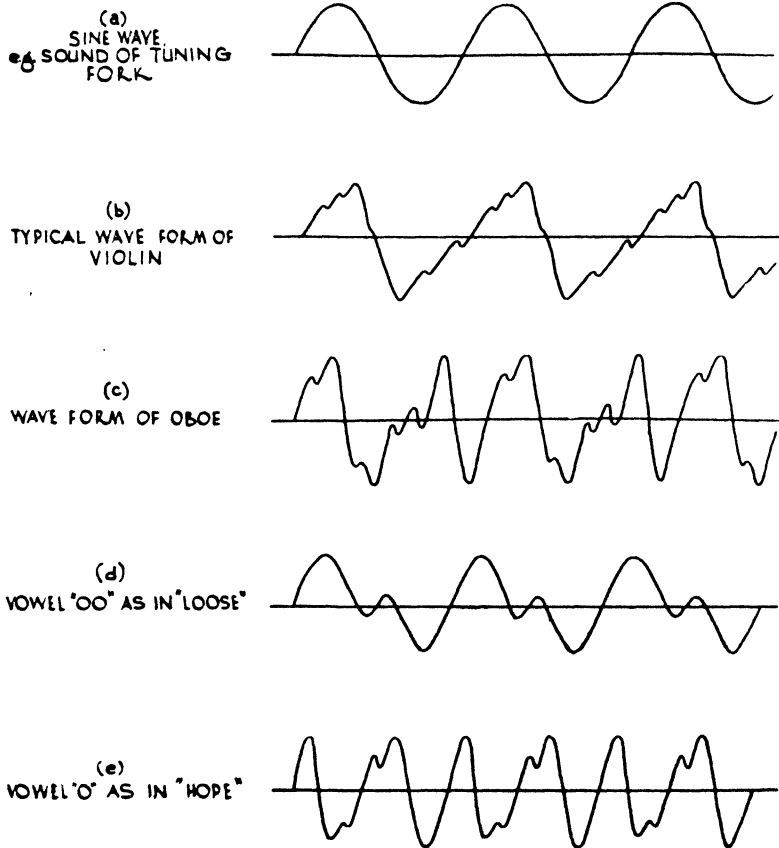 (a)
SINE WAVE,
eg SOUND OF TUNING
FORK
(b)
TYPICAL WAVE FORM OF
VIOLIN
(c)
WAVE FORM OF OBOE
(d)
VOWEL "OO" AS IN "LOOSE"
(e)
VOWEL "O" AS IN "HOPE"